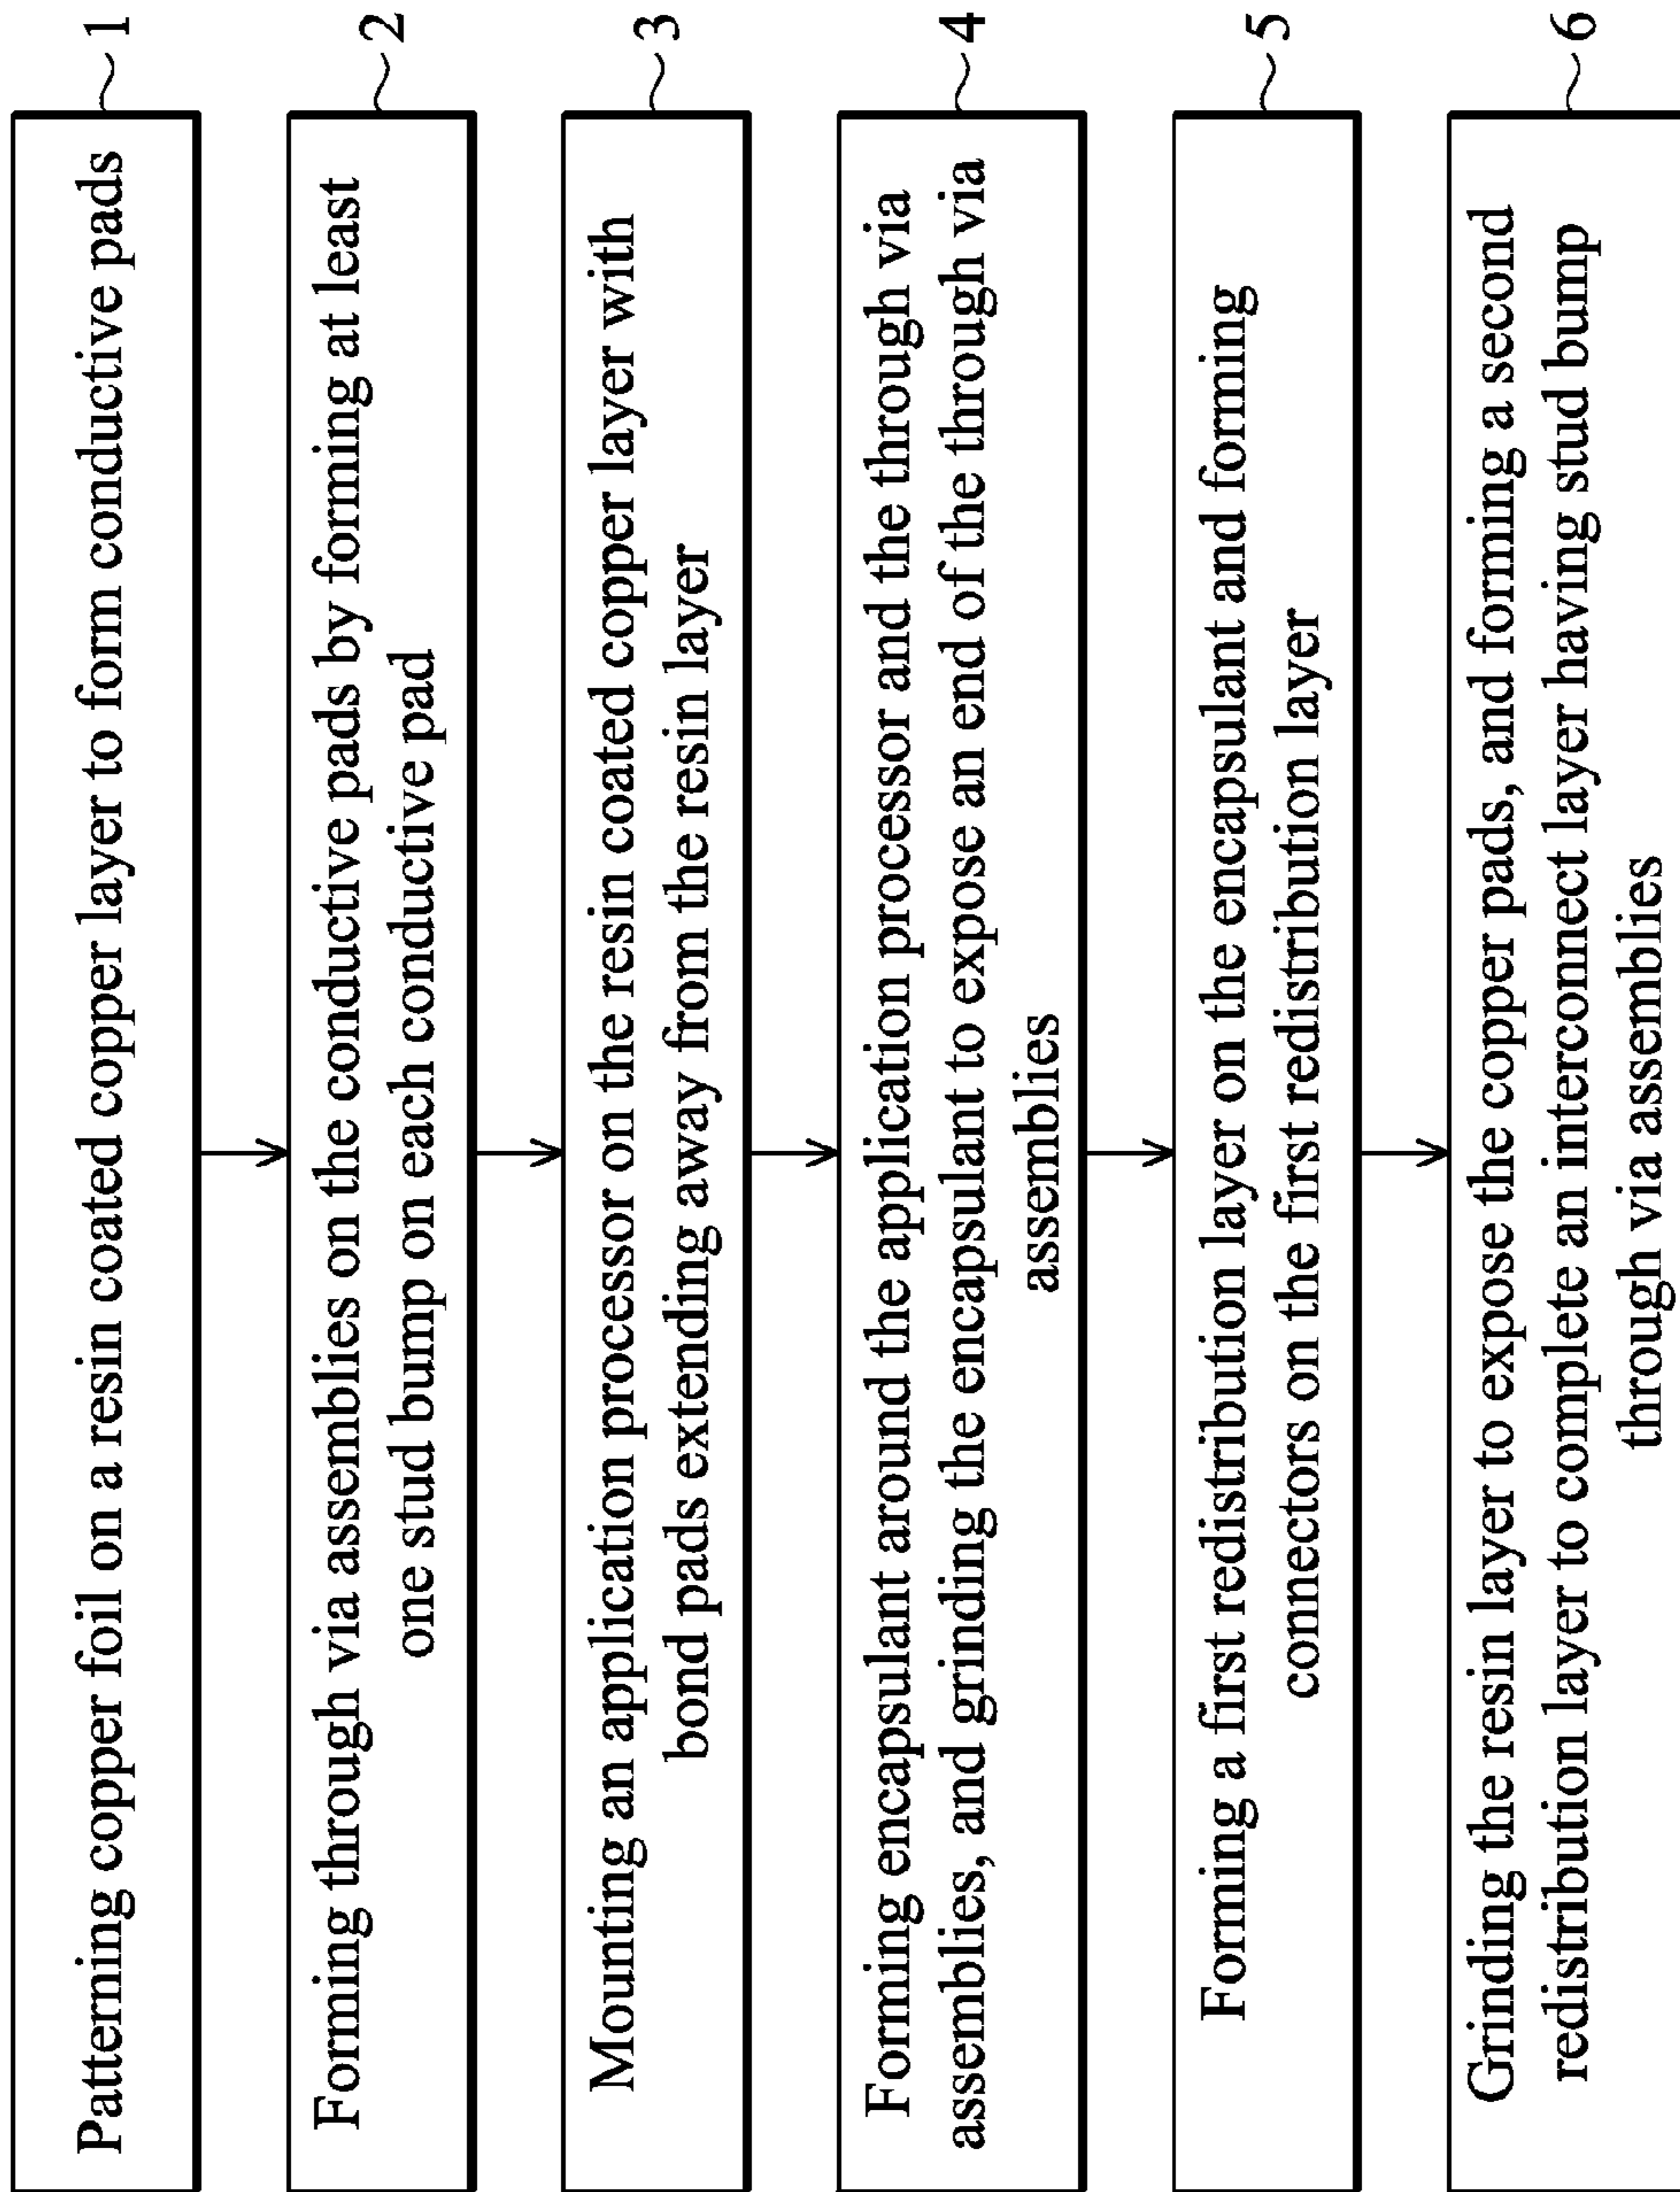 Patterning copper foil on a resin coated copper layer to form conductive pads
1
Forming through via assemblies on the conductive pads by forming at least
one stud bump on each conductive pad
2
Mounting an application processor on the resin coated copper layer with
bond pads extending away from the resin layer
3
Forming encapsulant around the application processor and the through via
assemblies, and grinding the encapsulant to expose an end of the through via
assemblies
4
Forming a first redistribution layer on the encapsulant and forming
connectors on the first redistribution layer
5
Grinding the resin layer to expose the copper pads, and forming a second
redistribution layer to complete an interconnect layer having stud bump
through via assemblies
6